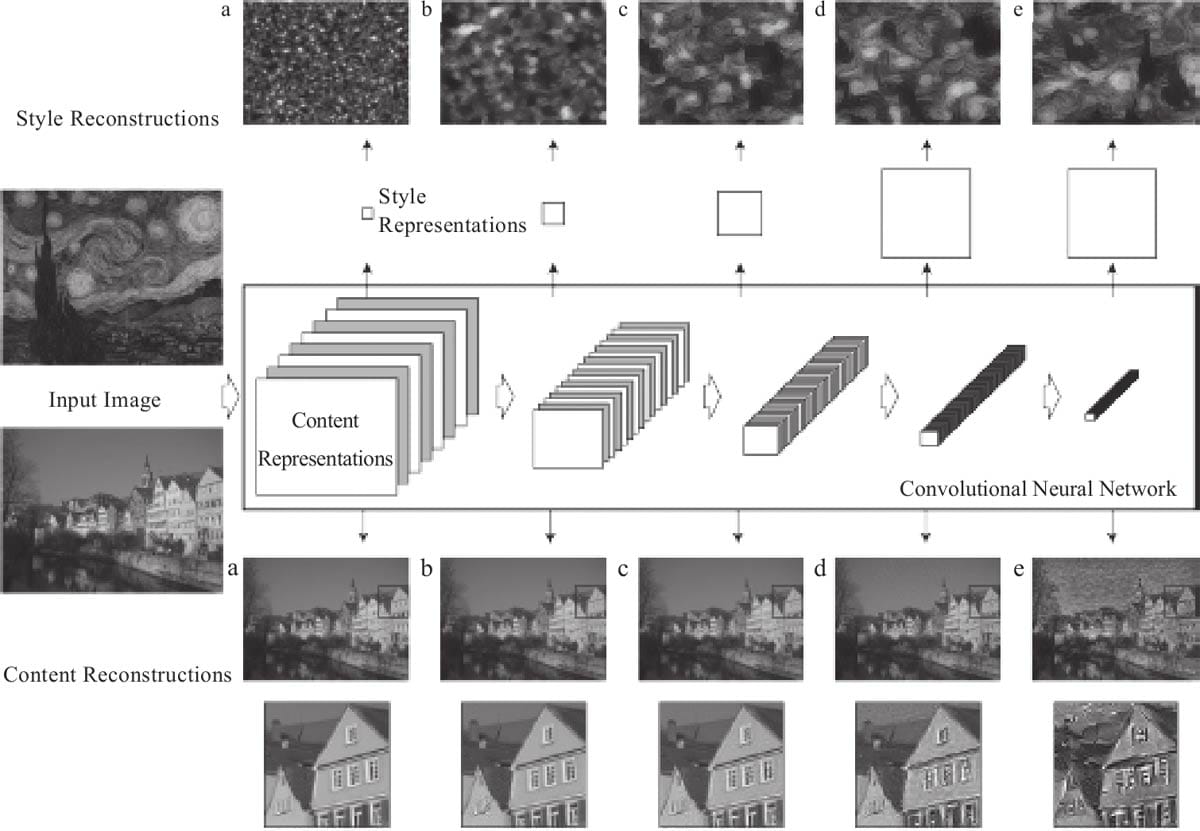 a b c d e
Style Reconstructions
Style
Representations
Input Image
Content
Representations
Convolutional Neural Network
a b c d e
Content Reconstructions